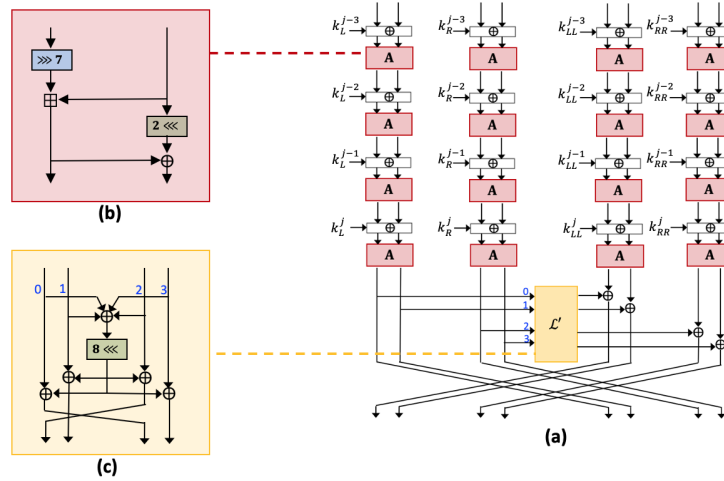 ⋙ 7
2 ⋘
(b)
0 1 2 3
8 ⋘
(c)
k_L^{j-3} ⊕ k_R^{j-3} ⊕ k_{LL}^{j-3} ⊕ k_{RR}^{j-3} ⊕
A A A A
k_L^{j-2} ⊕ k_R^{j-2} ⊕ k_{LL}^{j-2} ⊕ k_{RR}^{j-2} ⊕
A A A A
k_L^{j-1} ⊕ k_R^{j-1} ⊕ k_{LL}^{j-1} ⊕ k_{RR}^{j-1} ⊕
A A A A
k_L^{j} ⊕ k_R^{j} ⊕ k_{LL}^{j} ⊕ k_{RR}^{j} ⊕
A A A A
0
1
ℒ′
2
3
(a)